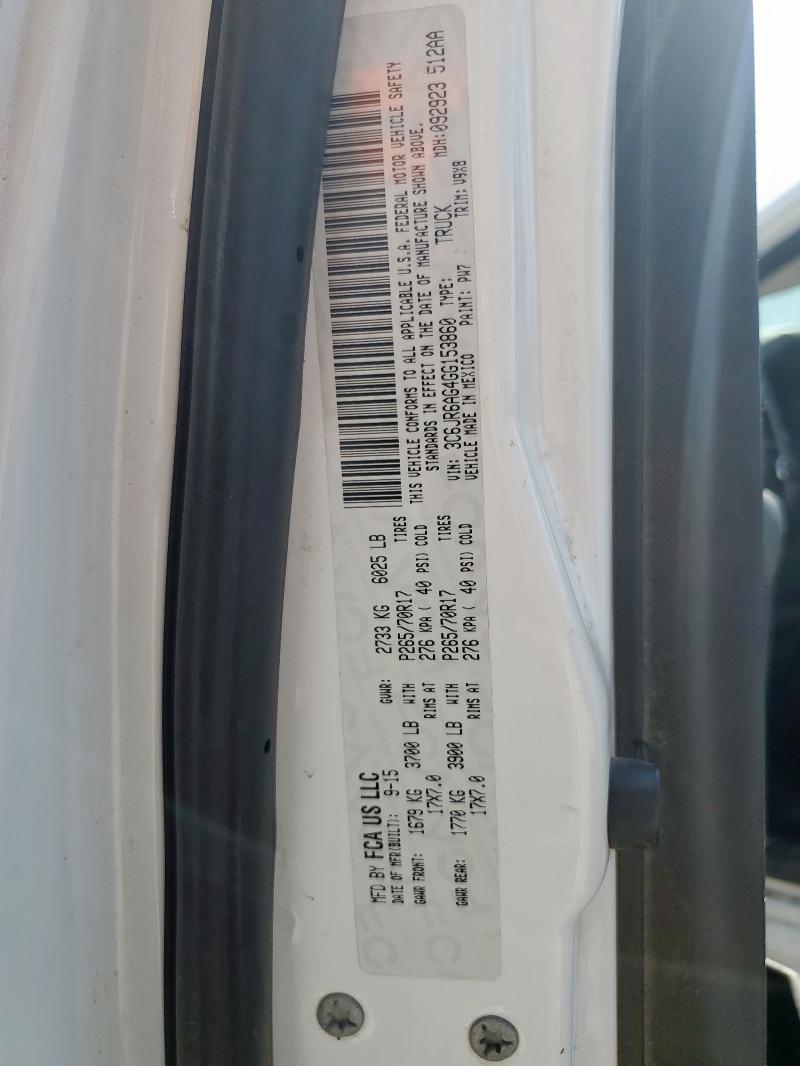 MFD BY FCA US LLC
DATE OF MFR(BUILT): 9-15 GVWR: 2733 KG 6025 LB
GAWR FRONT: 1679 KG 3700 LB WITH P265/70R17 TIRES
17X7.0 RIMS AT 276 KPA ( 40 PSI) COLD
GAWR REAR: 1770 KG 3900 LB WITH P265/70R17 TIRES
17X7.0 RIMS AT 276 KPA ( 40 PSI) COLD
THIS VEHICLE CONFORMS TO ALL APPLICABLE U.S.A. FEDERAL MOTOR VEHICLE SAFETY
STANDARDS IN EFFECT ON THE DATE OF MANUFACTURE SHOWN ABOVE.
MDH: 092923 512AA
VIN: 3C6JR6AG4GG153860 TYPE: TRUCK
VEHICLE MADE IN MEXICO PAINT: PW7 TRIM: V9X8